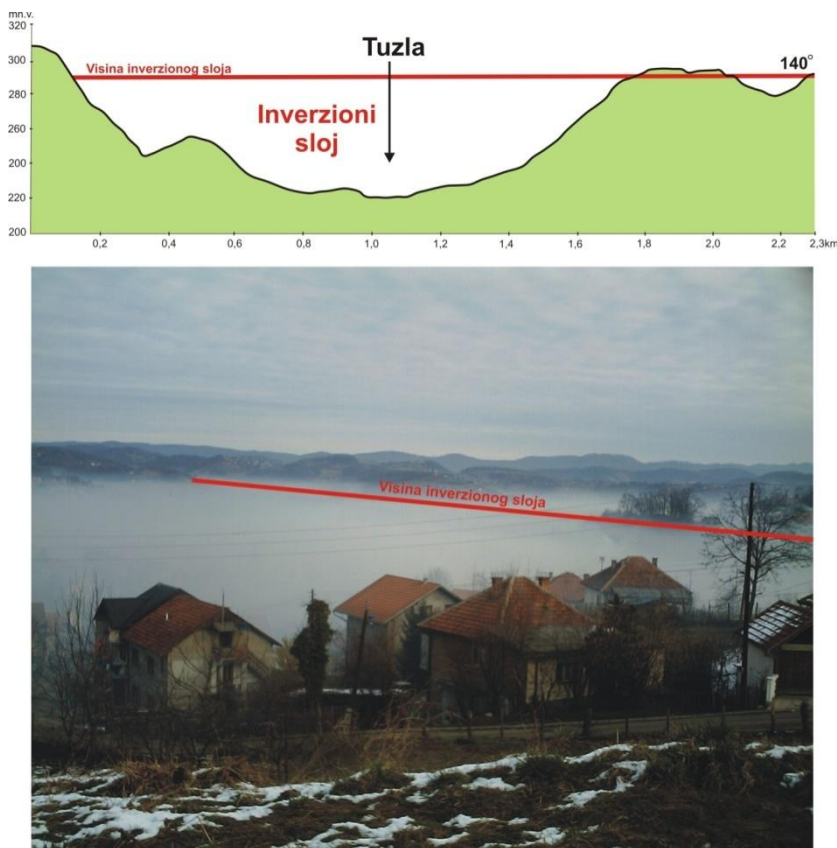 mn.v.
320
300
280
260
200
220
200
Tuzla
Visina inverzionog sloja
140°
Inverzioni
sloj
0,2
0,4
0,6
0,8
1,0
1,2
1,4
1,6
1,8
2,0
2,2
2,3km
Visina inverzionog sloja